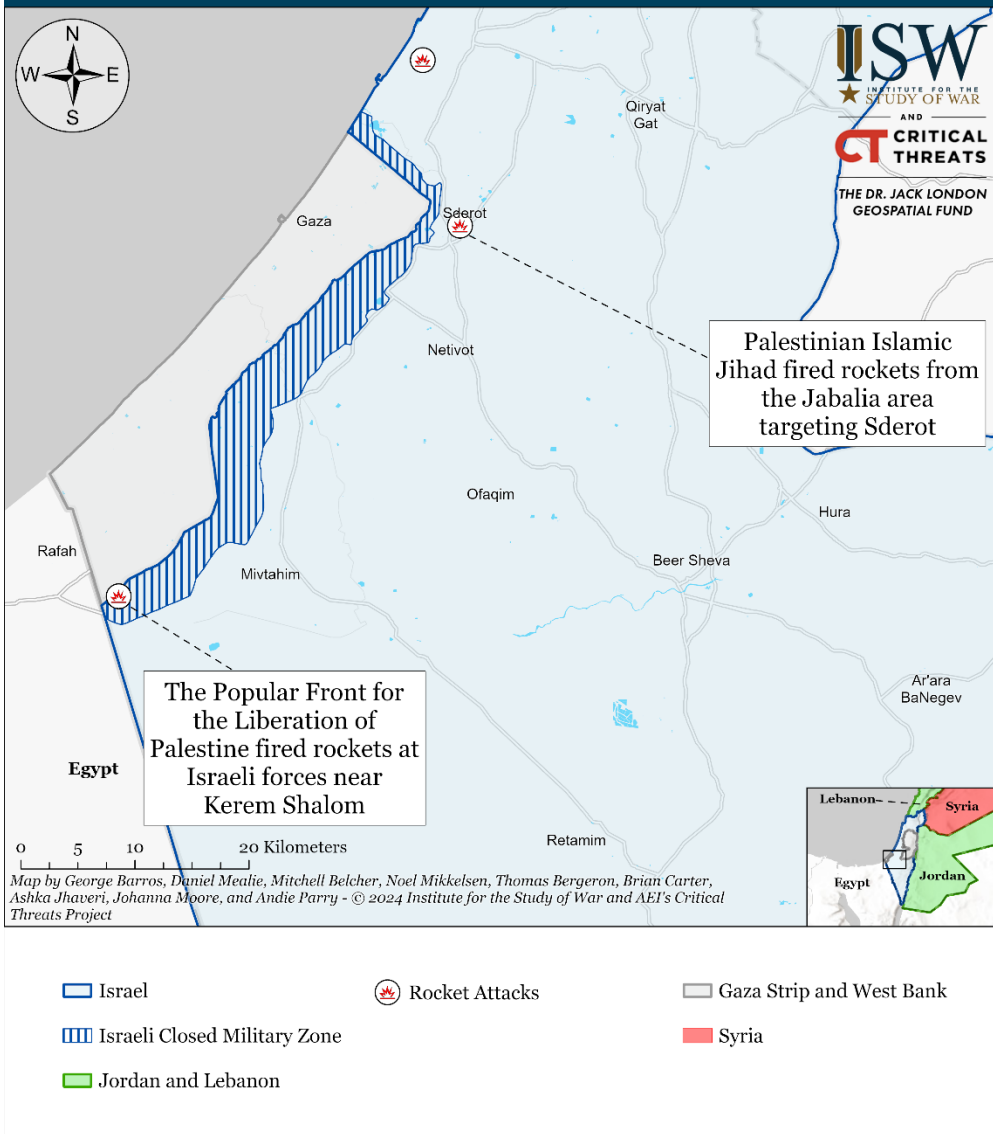 N
W
E
S
ISW
INSTITUTE FOR THE
STUDY OF WAR
AND
CT CRITICAL
THREATS
THE DR. JACK LONDON
GEOSPATIAL FUND
Qiryat
Gat
Gaza
Sderot
Netivot
Palestinian Islamic
Jihad fired rockets from
the Jabalia area
targeting Sderot
Ofaqim
Hura
Rafah
Mivtahim
Beer Sheva
Ar'ara
BaNegev
The Popular Front for
the Liberation of
Palestine fired rockets at
Israeli forces near
Kerem Shalom
Egypt
Retamim
Lebanon
Syria
Egypt
Jordan
0 5 10 20 Kilometers
Map by George Barros, Daniel Mealie, Mitchell Belcher, Noel Mikkelsen, Thomas Bergeron, Brian Carter,
Ashka Jhaveri, Johanna Moore, and Andie Parry - © 2024 Institute for the Study of War and AEI's Critical
Threats Project
Israel
Rocket Attacks
Gaza Strip and West Bank
Israeli Closed Military Zone
Syria
Jordan and Lebanon